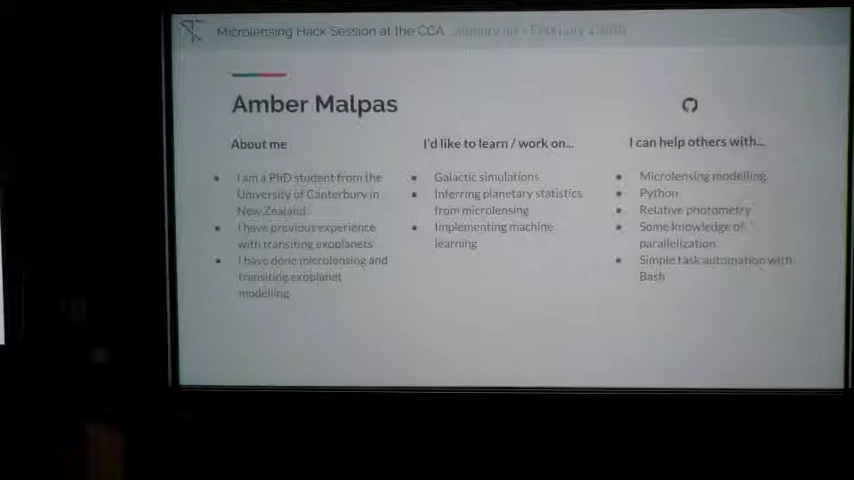 Microlensing Hack Session at the CCA
Amber Malpas
About me
I am a PhD student from the
University of Canterbury in
New Zealand
I have previous experience
with transiting exoplanets
I have done microlensing and
transiting exoplanet
modelling
I'd like to learn / work on...
Galactic simulations
Inferring planetary statistics
from microlensing
Implementing machine
learning
I can help others with...
Microlensing modelling
Python
Relative photometry
Some knowledge of
parallelization
Simple task automation with
Bash